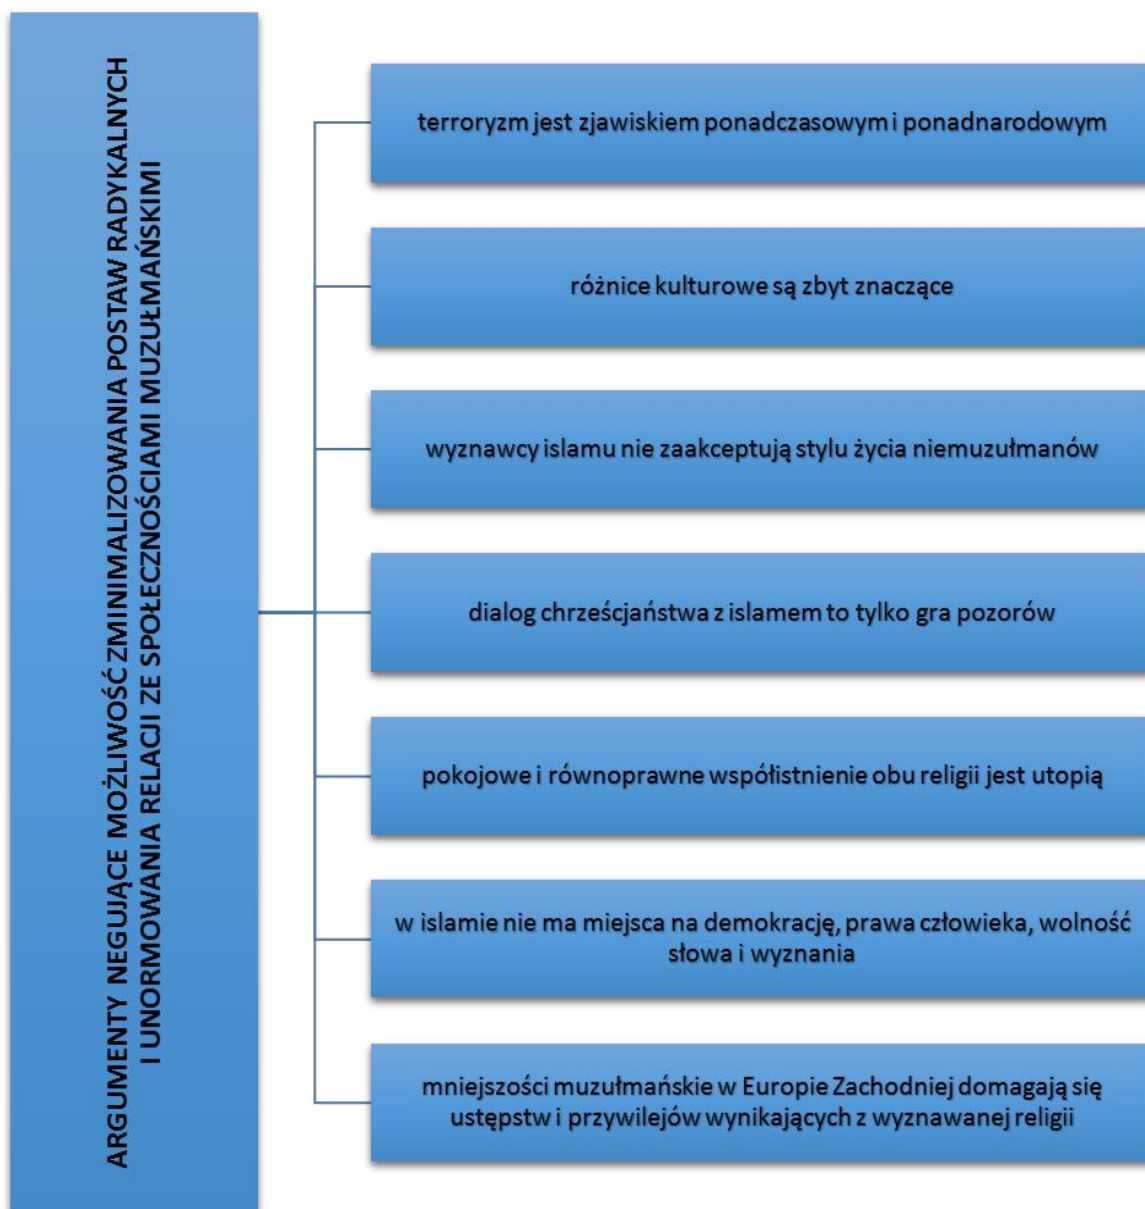 ARGUMENTY NEGUJĄCE MOŻLIWOŚĆ ZMINIMALIZOWANIA POSTAW RADYKALNYCH
I UNORMOWANIA RELACJI ZE SPOŁECZNOŚCIAMI MUZUŁMAŃSKIMI
terroryzm jest zjawiskiem ponadczasowym i ponadnarodowym
różnice kulturowe są zbyt znaczące
wyznawcy islamu nie zaakceptują stylu życia niemuzułmanów
dialog chrześcjaństwa z islamem to tylko gra pozorów
pokojowe i równoprawne współistnienie obu religii jest utopią
w islamie nie ma miejsca na demokrację, prawa człowieka, wolność
słowa i wyznania
mniejszości muzułmańskie w Europie Zachodniej domagają się
ustępstw i przywilejów wynikających z wyznawanej religii